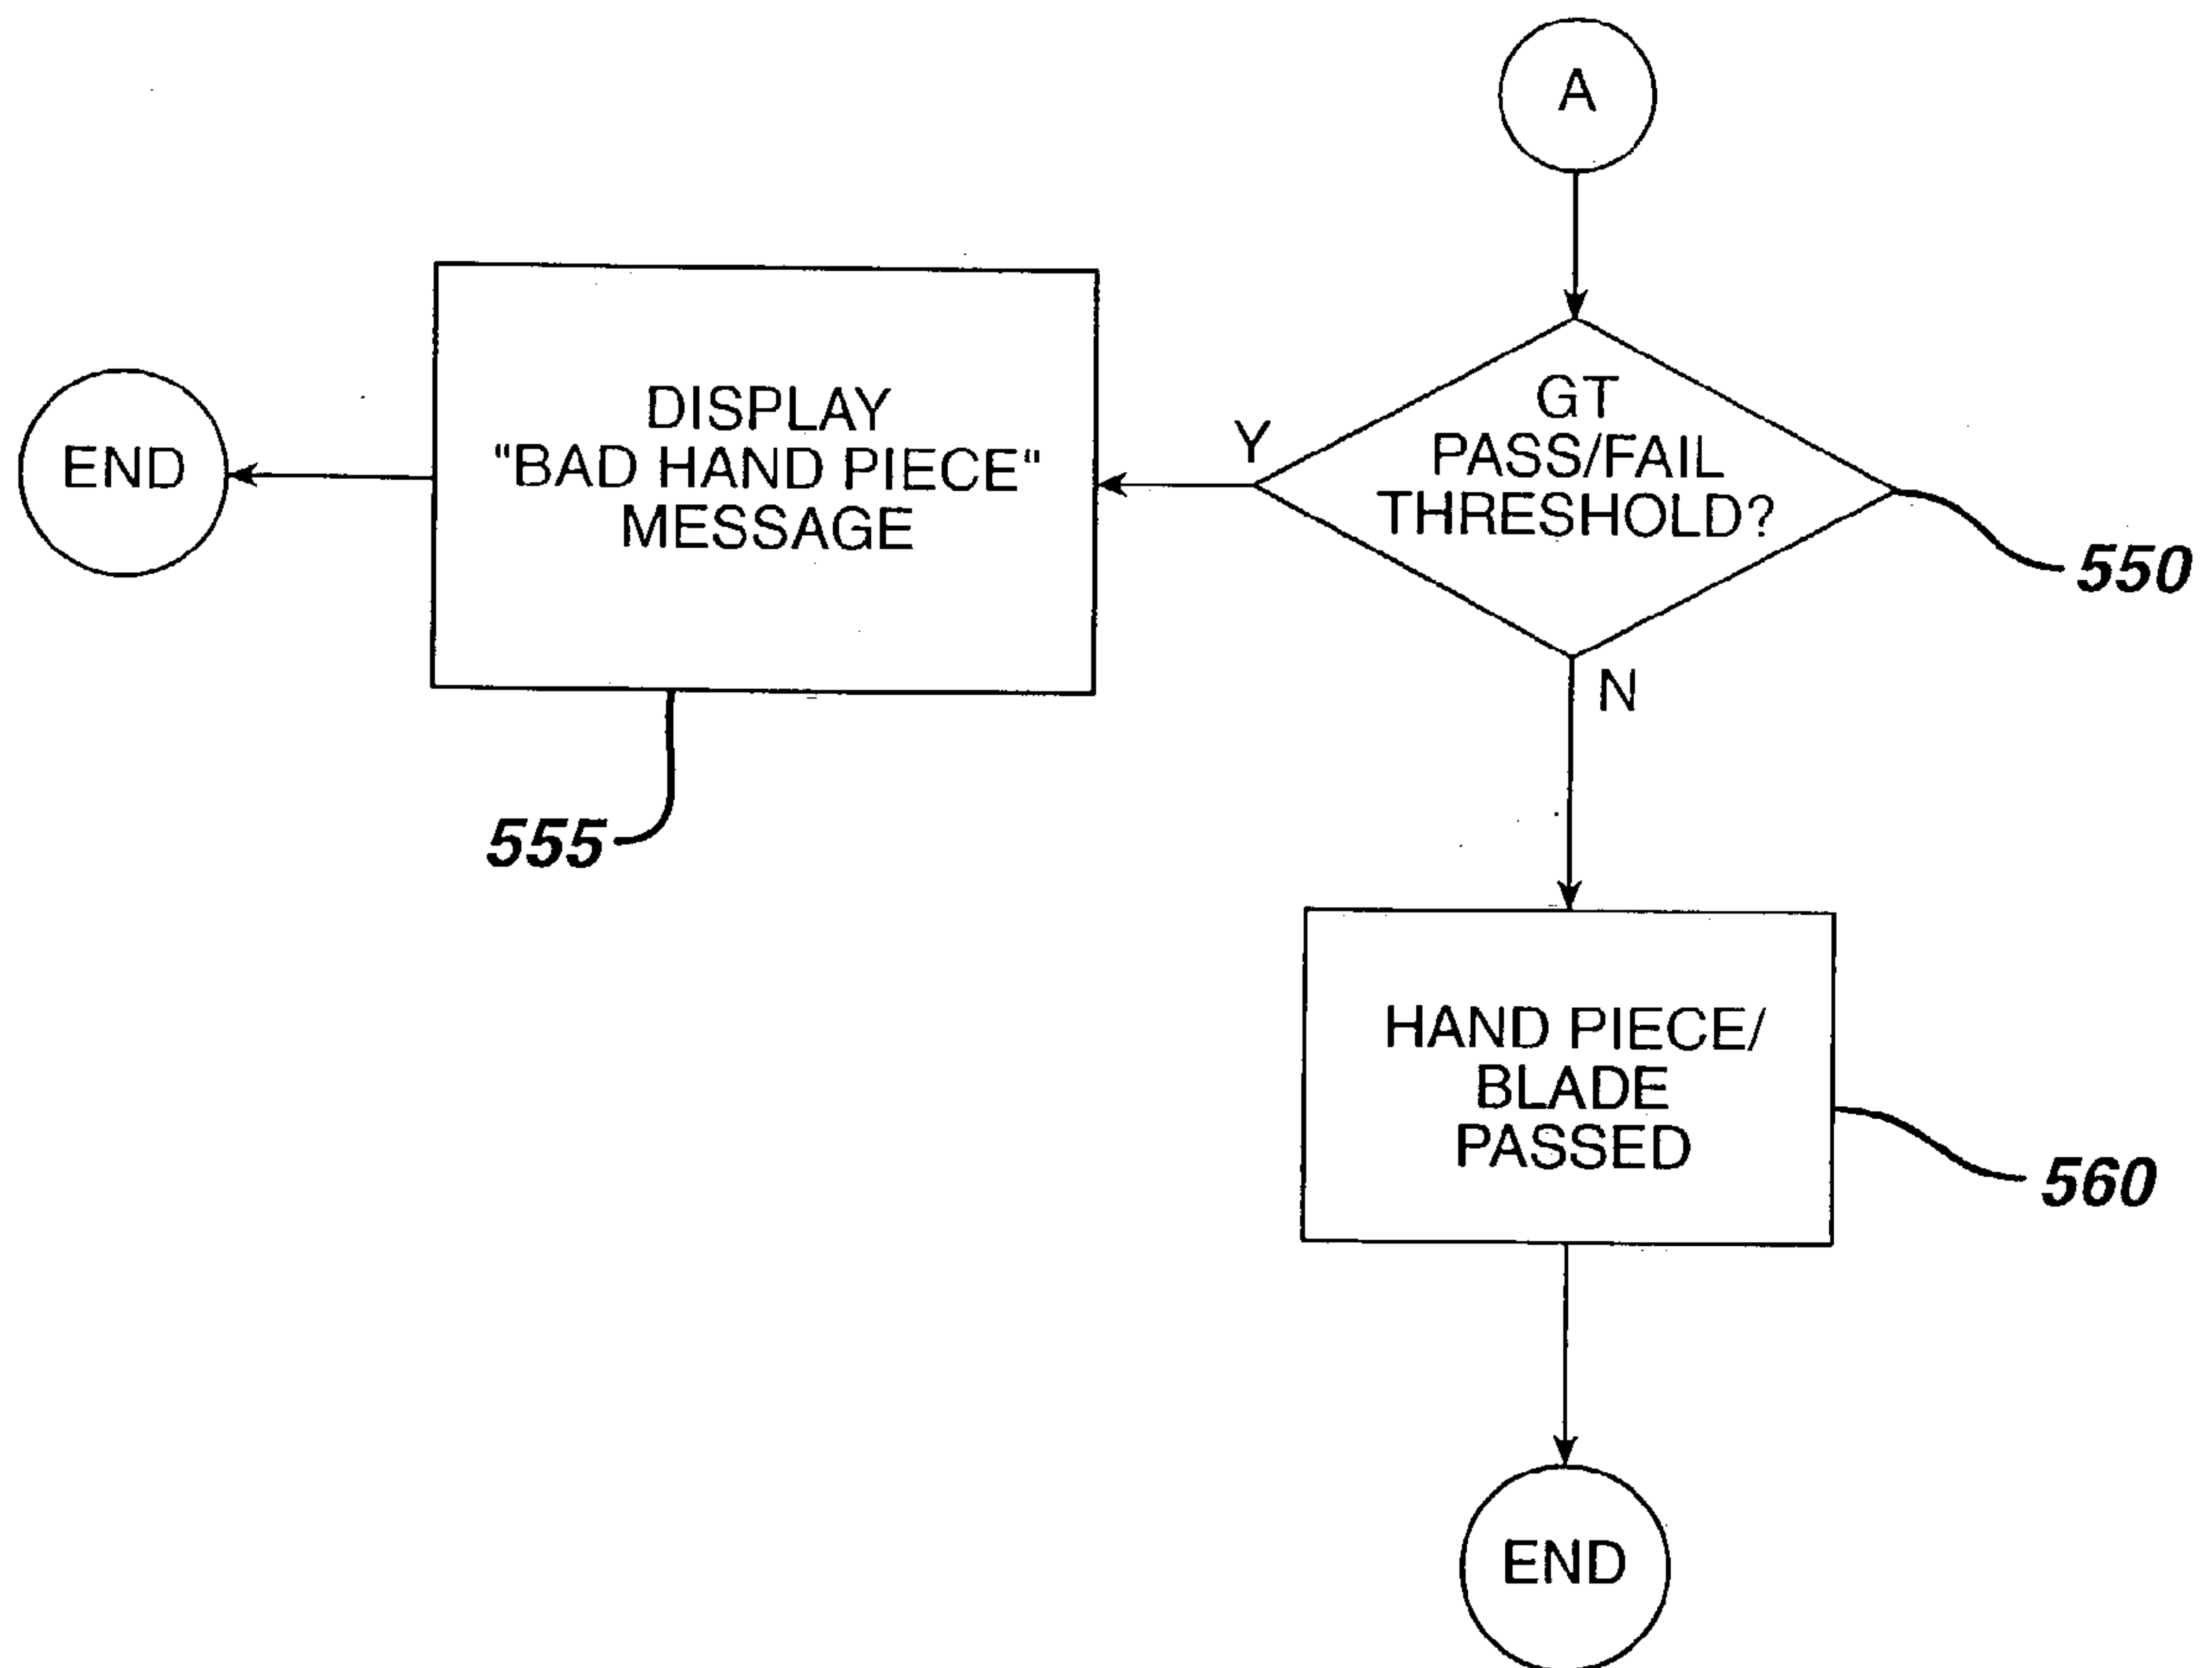 A
GT
PASS/FAIL
THRESHOLD?
Y
N
550
DISPLAY
"BAD HAND PIECE"
MESSAGE
555
END
HAND PIECE/
BLADE
PASSED
560
END